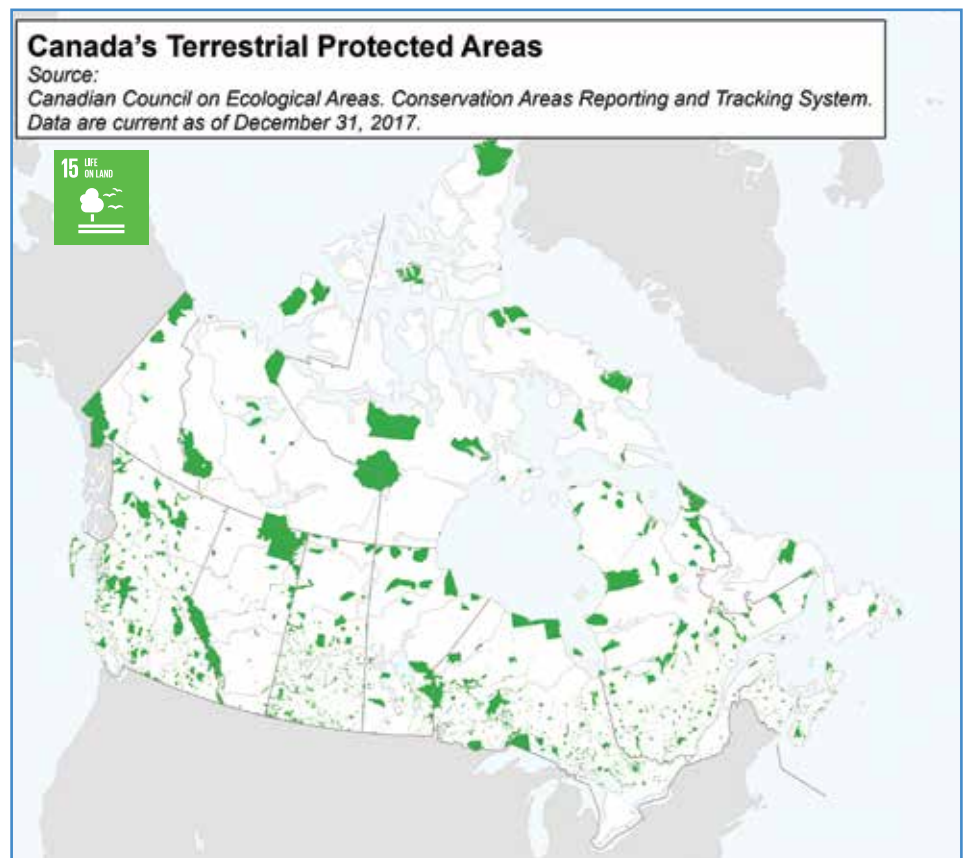 Canada's Terrestrial Protected Areas
Source:
Canadian Council on Ecological Areas. Conservation Areas Reporting and Tracking System.
Data are current as of December 31, 2017.
15 LIFE
ON LAND